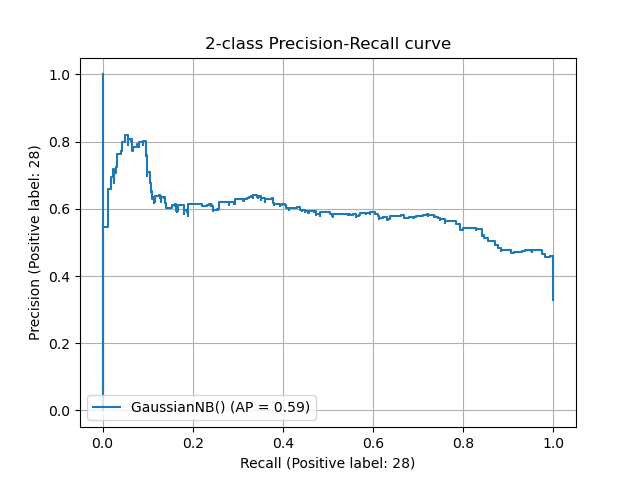 2-class Precision-Recall curve
Precision (Positive label: 28)
1.0
0.8
0.6
0.4
0.2
0.0
GaussianNB() (AP = 0.59)
0.0 0.2 0.4 0.6 0.8 1.0
Recall (Positive label: 28)